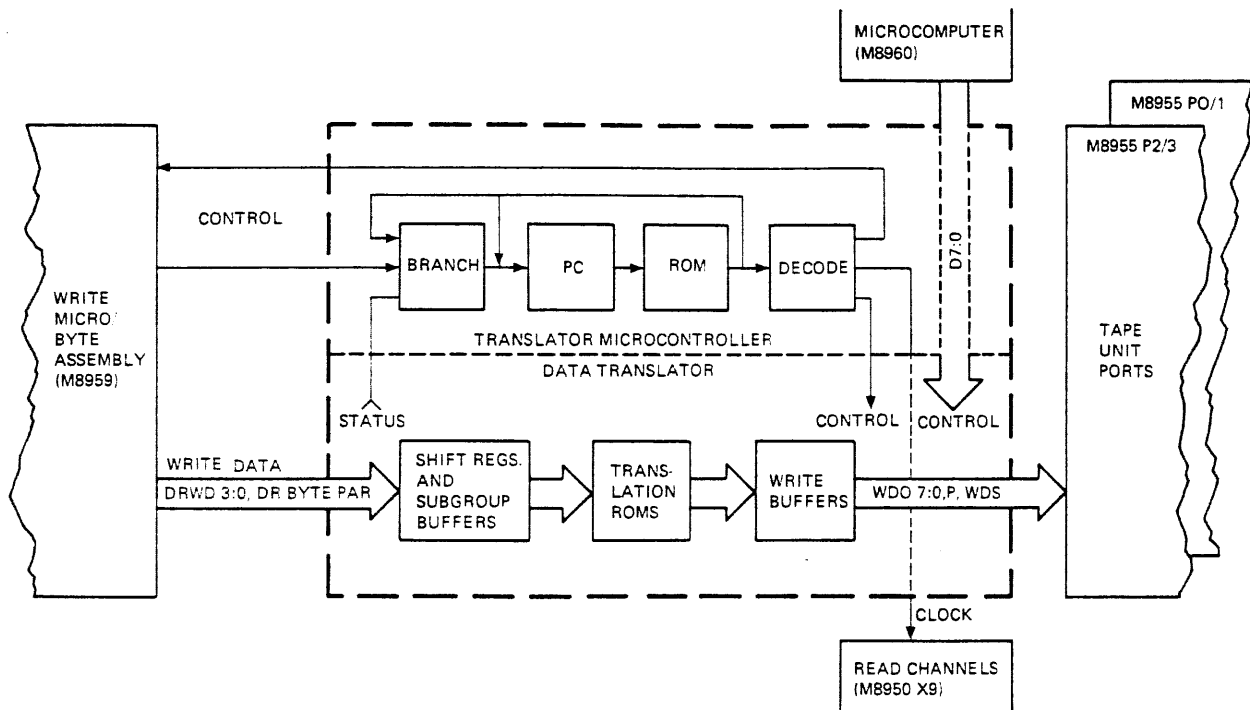 MICROCOMPUTER
(M8960)
M8955 PO/1
M8955 P2/3
CONTROL
D7:0
BRANCH
PC
ROM
DECODE
WRITE
MICRO/
BYTE
ASSEMBLY
(M8959)
TAPE
UNIT
PORTS
TRANSLATOR MICROCONTROLLER
DATA TRANSLATOR
STATUS
CONTROL
CONTROL
WRITE DATA
DRWD 3:0, DR BYTE PAR
SHIFT REGS.
AND
SUBGROUP
BUFFERS
TRANS-
LATION
ROMS
WRITE
BUFFERS
WDO 7:0,P, WDS
CLOCK
READ CHANNELS
(M8950 X9)